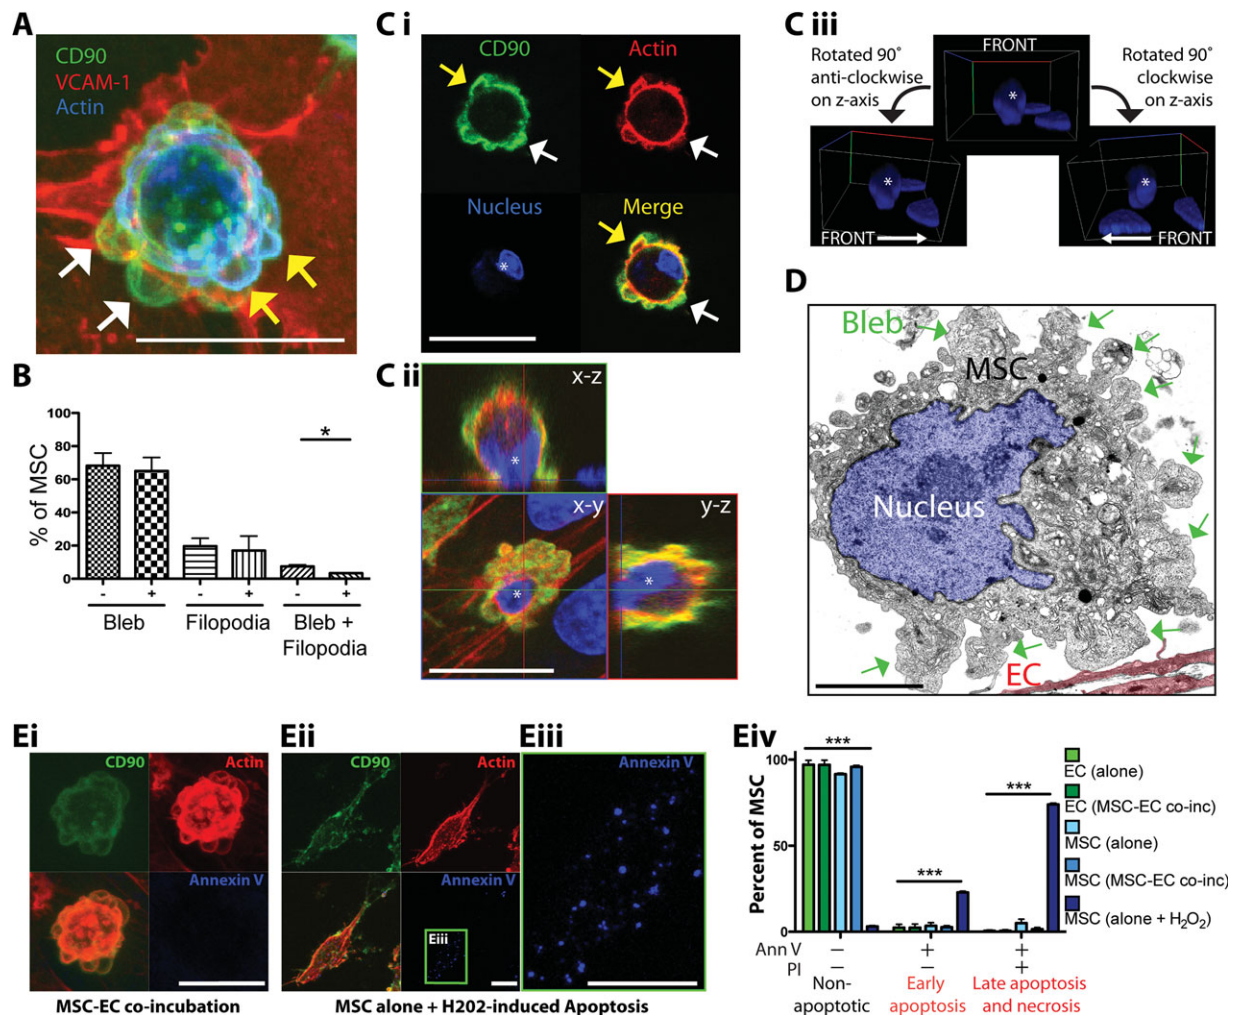 A
CD90
VCAM-1
Actin
C i
CD90
Actin
Nucleus
*
Merge
*
C iii
Rotated 90˚
anti-clockwise
on z-axis
FRONT
*
Rotated 90˚
clockwise
on z-axis
*
FRONT
*
FRONT
B
% of MSC
100
80
60
40
20
0
*
-
+
-
+
-
+
Bleb
Filopodia
Bleb +
Filopodia
C ii
x-z
*
x-y
*
y-z
*
D
Bleb
MSC
Nucleus
EC
Ei
CD90
Actin
Annexin V
MSC-EC co-incubation
Eii
CD90
Actin
Annexin V
Eiii
Eiii
Annexin V
MSC alone + H202-induced Apoptosis
Eiv
Percent of MSC
100
50
0
***
***
***
Ann V
–
+
+
PI
–
–
+
Non-
apoptotic
Early
apoptosis
Late apoptosis
and necrosis
EC (alone)
EC (MSC-EC co-inc)
MSC (alone)
MSC (MSC-EC co-inc)
MSC (alone + H₂O₂)